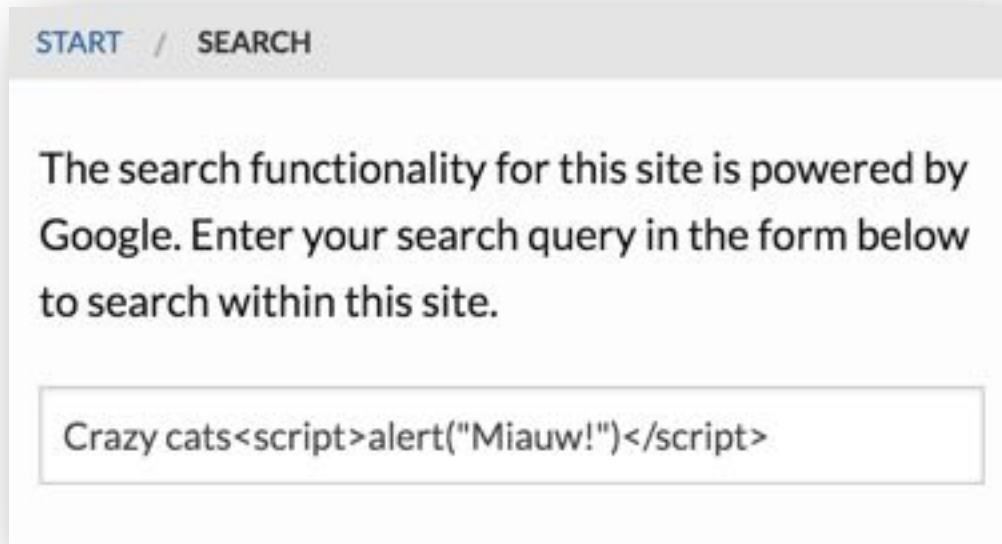 START / SEARCH
The search functionality for this site is powered by
Google. Enter your search query in the form below
to search within this site.
Crazy cats<script>alert("Miauw!")</script>